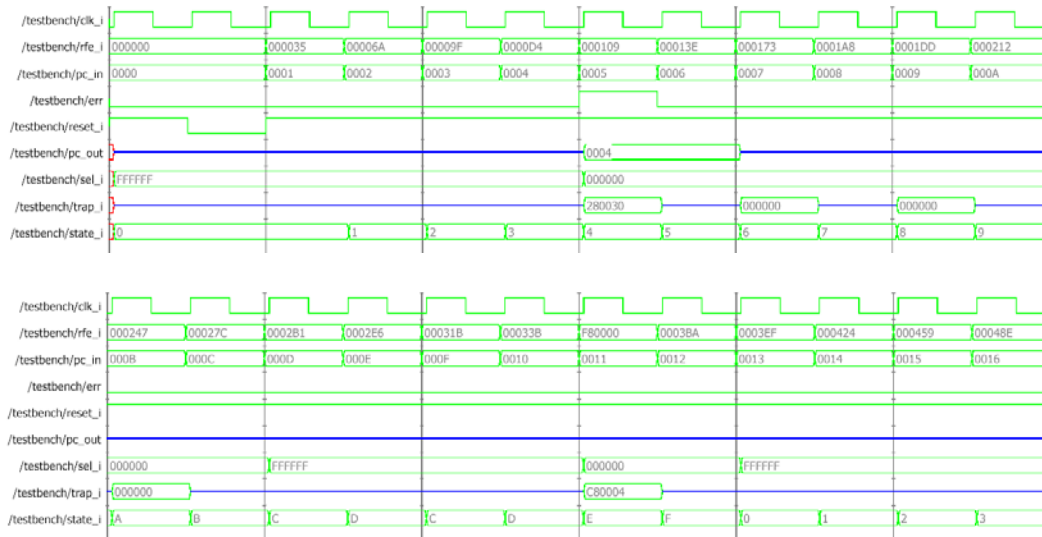 /testbench/clk_i
/testbench/rfe_i 000000 000035 00006A 00009F 0000D4 000109 00013E 000173 0001A8 0001DD 000212
/testbench/pc_in 0000 0001 0002 0003 0004 0005 0006 0007 0008 0009 000A
/testbench/err
/testbench/reset_i
/testbench/pc_out 0004
/testbench/sel_i FFFFFF 000000
/testbench/trap_i 280030 000000 000000
/testbench/state_i 0 1 2 3 4 5 6 7 8 9
/testbench/clk_i
/testbench/rfe_i 000247 00027C 0002B1 0002E6 00031B 00033B F80000 0003BA 0003EF 000424 000459 00048E
/testbench/pc_in 000B 000C 000D 000E 000F 0010 0011 0012 0013 0014 0015 0016
/testbench/err
/testbench/reset_i
/testbench/pc_out
/testbench/sel_i 000000 FFFFFF 000000 FFFFFF
/testbench/trap_i 000000 C80004
/testbench/state_i A B C D C D E F 0 1 2 3